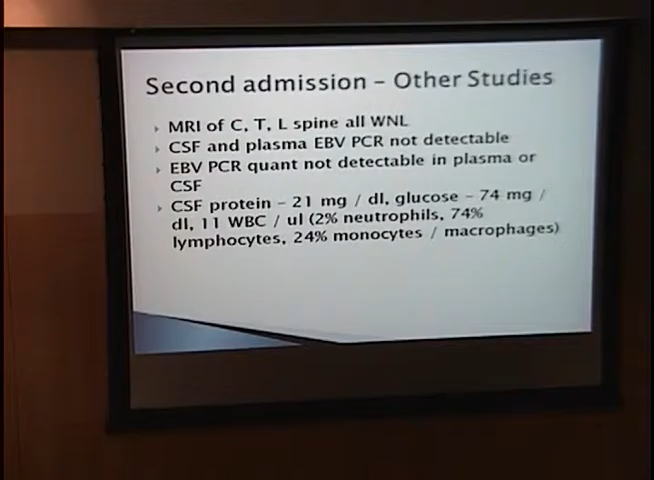 Second admission – Other Studies
MRI of C, T, L spine all WNL
CSF and plasma EBV PCR not detectable
EBV PCR quant not detectable in plasma or
CSF
CSF protein – 21 mg / dl, glucose – 74 mg /
dl, 11 WBC / ul (2% neutrophils, 74%
lymphocytes, 24% monocytes / macrophages)